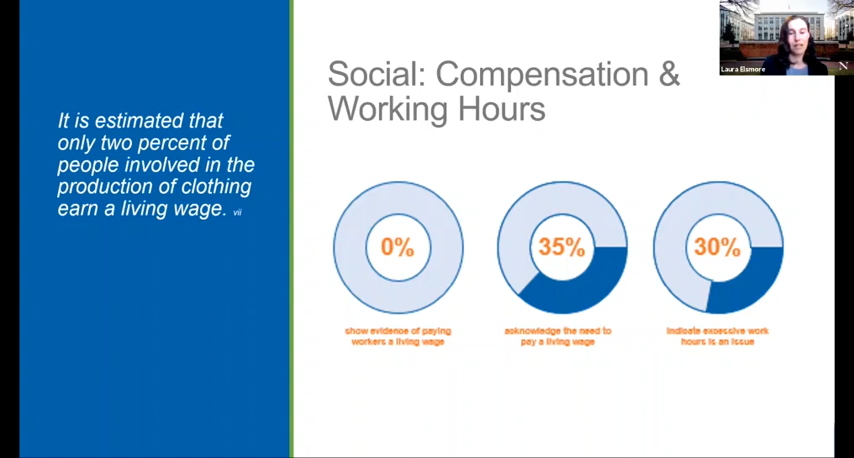 Laura Elsmore
N
Social: Compensation &
Working Hours
It is estimated that
only two percent of
people involved in the
production of clothing
earn a living wage. vii
0%
35%
30%
show evidence of paying
workers a living wage
acknowledge the need to
pay a living wage
indicate excessive work
hours is an issue